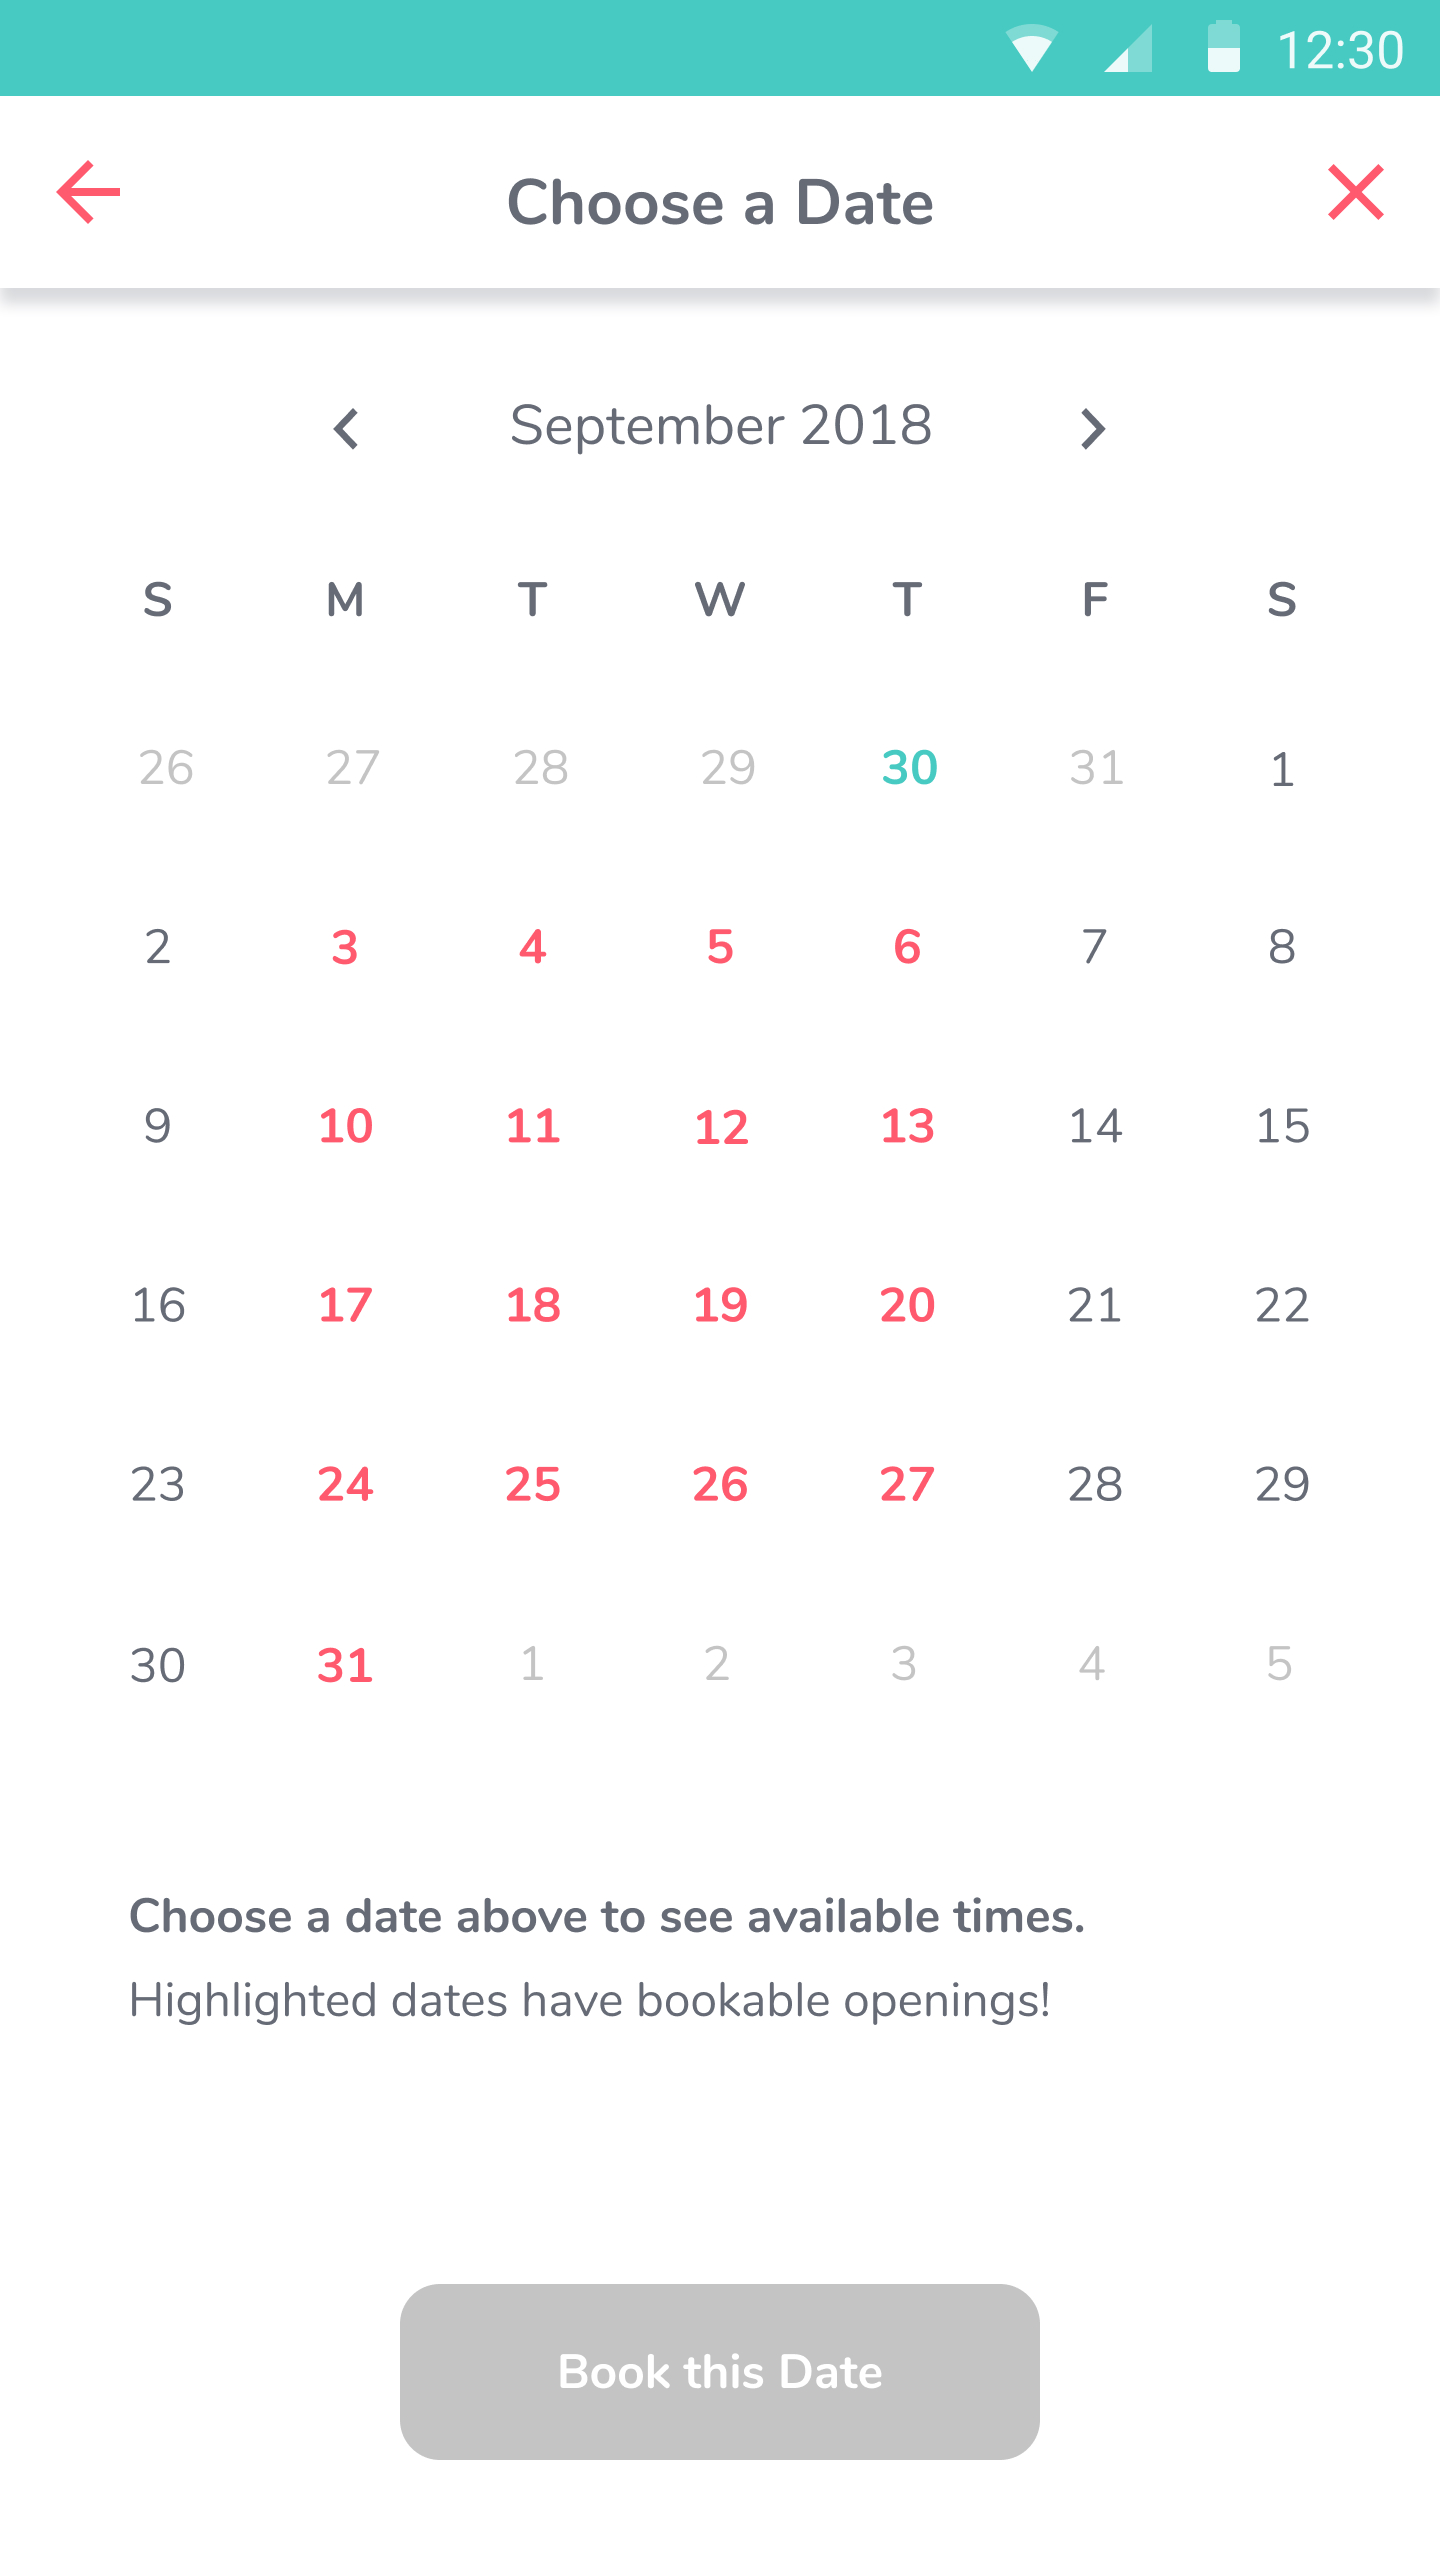 12:30
Choose a Date
September 2018
S M T W T F S
26 27 28 29 30 31 1
2 3 4 5 6 7 8
9 10 11 12 13 14 15
16 17 18 19 20 21 22
23 24 25 26 27 28 29
30 31 1 2 3 4 5
Choose a date above to see available times.
Highlighted dates have bookable openings!
Book this Date